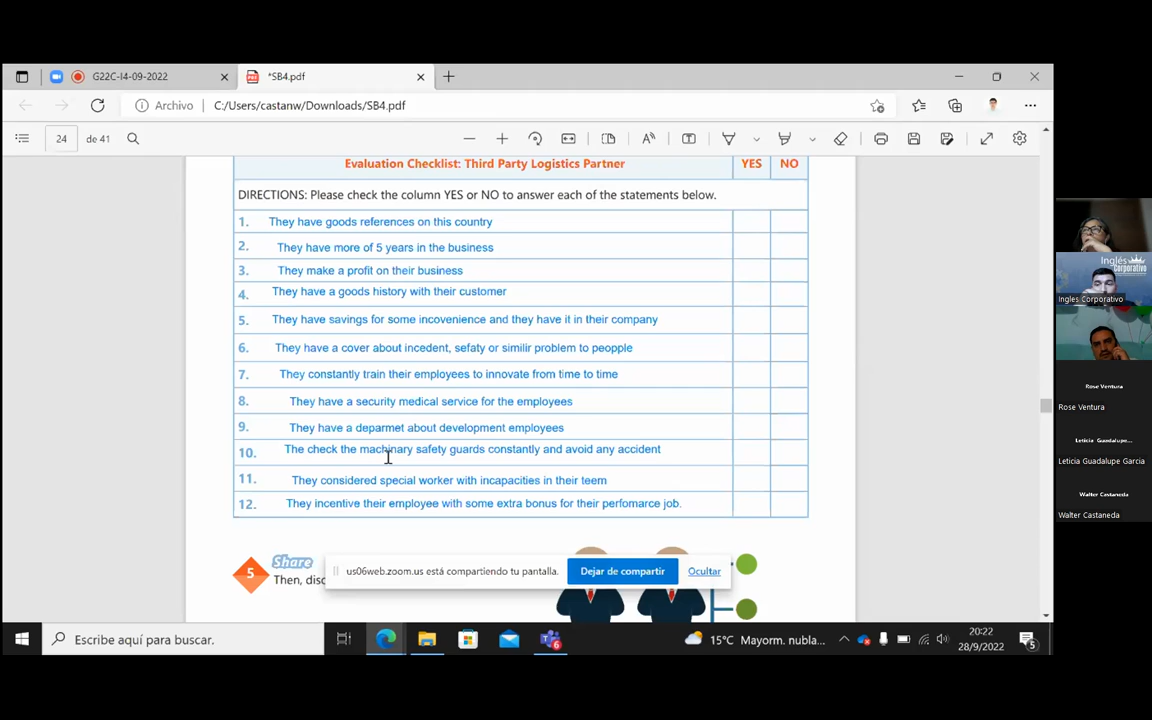 G22C-I4-09-2022
*SB4.pdf
Archivo
C:/Users/castanw/Downloads/SB4.pdf
24
de 41
Evaluation Checklist: Third Party Logistics Partner
YES
NO
DIRECTIONS: Please check the column YES or NO to answer each of the statements below.
1. They have goods references on this country
2. They have more of 5 years in the business
3. They make a profit on their business
4. They have a goods history with their customer
5. They have savings for some incovenience and they have it in their company
6. They have a cover about incedent, sefaty or similir problem to peopple
7. They constantly train their employees to innovate from time to time
8. They have a security medical service for the employees
9. They have a deparmet about development employees
10. The check the machinary safety guards constantly and avoid any accident
11. They considered special worker with incapacities in their teem
12. They incentive their employee with some extra bonus for their perfomarce job.
5
Share
Then, disc
us06web.zoom.us está compartiendo tu pantalla.
Dejar de compartir
Ocultar
Inglés
Corporativo
Ingles Corporativo
Rose Ventura
Rose Ventura
Leticia Guadalupe...
Leticia Guadalupe Garcia
Walter Castaneda
Walter Castaneda
Escribe aquí para buscar.
6
15°C Mayorm. nubla...
20:22
28/9/2022
5